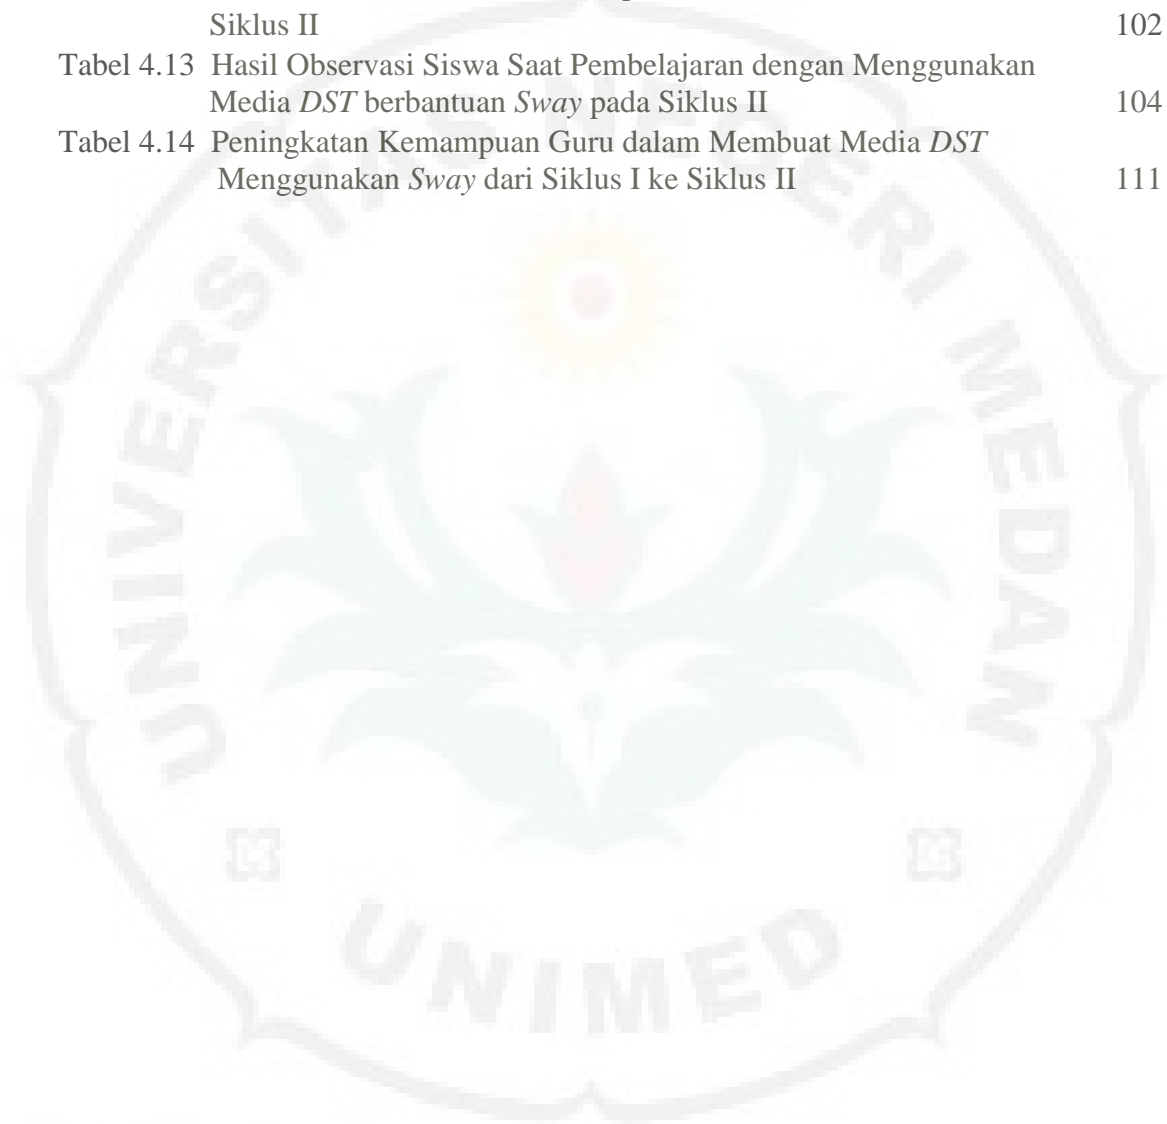 Siklus II 102
Tabel 4.13 Hasil Observasi Siswa Saat Pembelajaran dengan Menggunakan
Media DST berbantuan Sway pada Siklus II 104
Tabel 4.14 Peningkatan Kemampuan Guru dalam Membuat Media DST
Menggunakan Sway dari Siklus I ke Siklus II 111
UNIVERSITAS NEGERI MEDAN
UNIMED